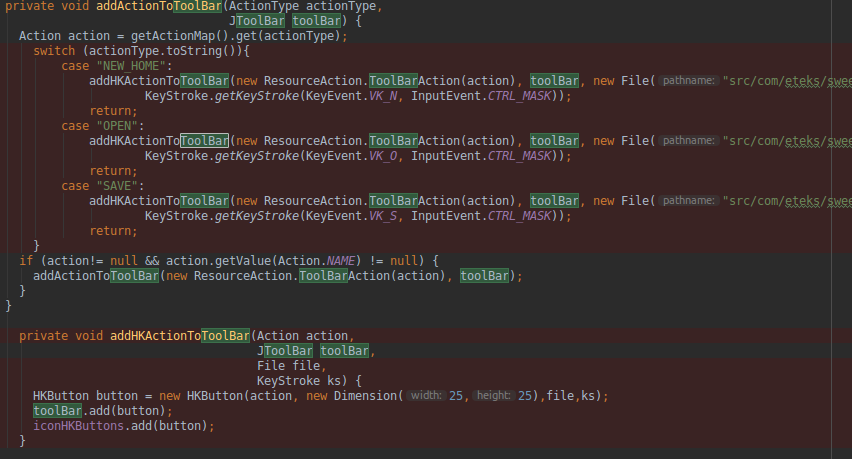 private void addActionToToolBar(ActionType actionType,
JToolBar toolBar) {
Action action = getActionMap().get(actionType);
switch (actionType.toString()){
case "NEW_HOME":
addHKActionToToolBar(new ResourceAction.ToolBarAction(action), toolBar, new File( pathname: "src/com/eteks/swee
KeyStroke.getKeyStroke(KeyEvent.VK_N, InputEvent.CTRL_MASK));
return;
case "OPEN":
addHKActionToToolBar(new ResourceAction.ToolBarAction(action), toolBar, new File( pathname: "src/com/eteks/swee
KeyStroke.getKeyStroke(KeyEvent.VK_O, InputEvent.CTRL_MASK));
return;
case "SAVE":
addHKActionToToolBar(new ResourceAction.ToolBarAction(action), toolBar, new File( pathname: "src/com/eteks/swee
KeyStroke.getKeyStroke(KeyEvent.VK_S, InputEvent.CTRL_MASK));
return;
}
if (action!= null && action.getValue(Action.NAME) != null) {
addActionToToolBar(new ResourceAction.ToolBarAction(action), toolBar);
}
}
private void addHKActionToToolBar(Action action,
JToolBar toolBar,
File file,
KeyStroke ks) {
HKButton button = new HKButton(action, new Dimension( width: 25, height: 25),file,ks);
toolBar.add(button);
iconHKButtons.add(button);
}